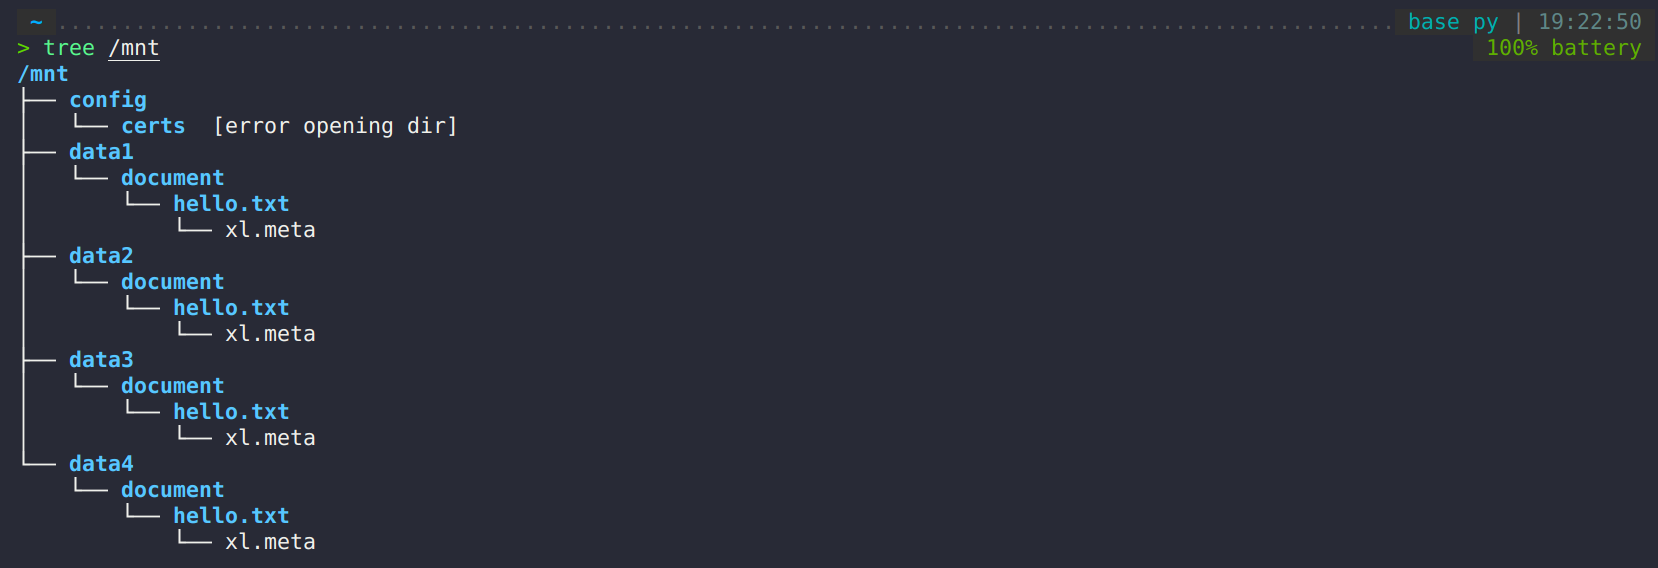 ~ base py | 19:22:50
> tree /mnt 100% battery
/mnt
├── config
│   └── certs  [error opening dir]
├── data1
│   └── document
│       └── hello.txt
│           └── xl.meta
├── data2
│   └── document
│       └── hello.txt
│           └── xl.meta
├── data3
│   └── document
│       └── hello.txt
│           └── xl.meta
└── data4
    └── document
        └── hello.txt
            └── xl.meta